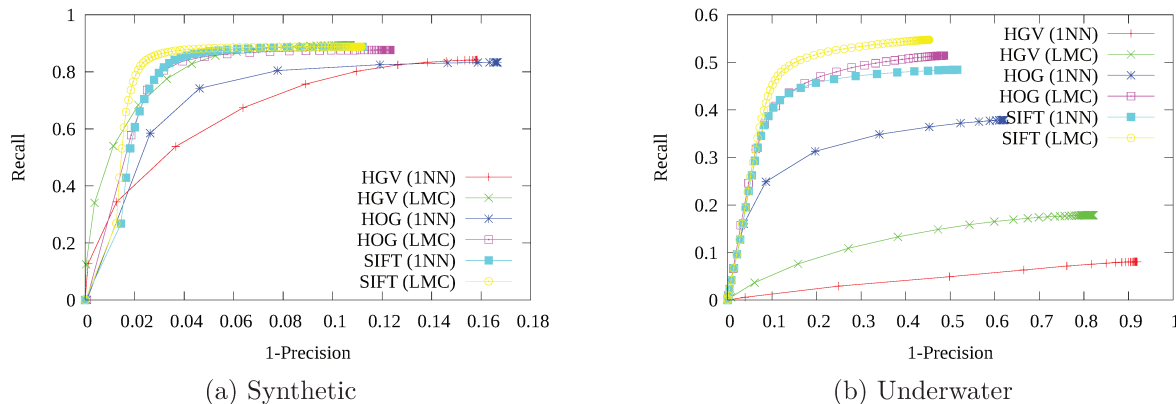 1
0.8
0.6
0.4
0.2
0
Recall
HGV (1NN)
HGV (LMC)
HOG (1NN)
HOG (LMC)
SIFT (1NN)
SIFT (LMC)
0 0.02 0.04 0.06 0.08 0.1 0.12 0.14 0.16 0.18
1-Precision
(a) Synthetic
0.6
0.5
0.4
0.3
0.2
0.1
0
Recall
HGV (1NN)
HGV (LMC)
HOG (1NN)
HOG (LMC)
SIFT (1NN)
SIFT (LMC)
0 0.1 0.2 0.3 0.4 0.5 0.6 0.7 0.8 0.9 1
1-Precision
(b) Underwater